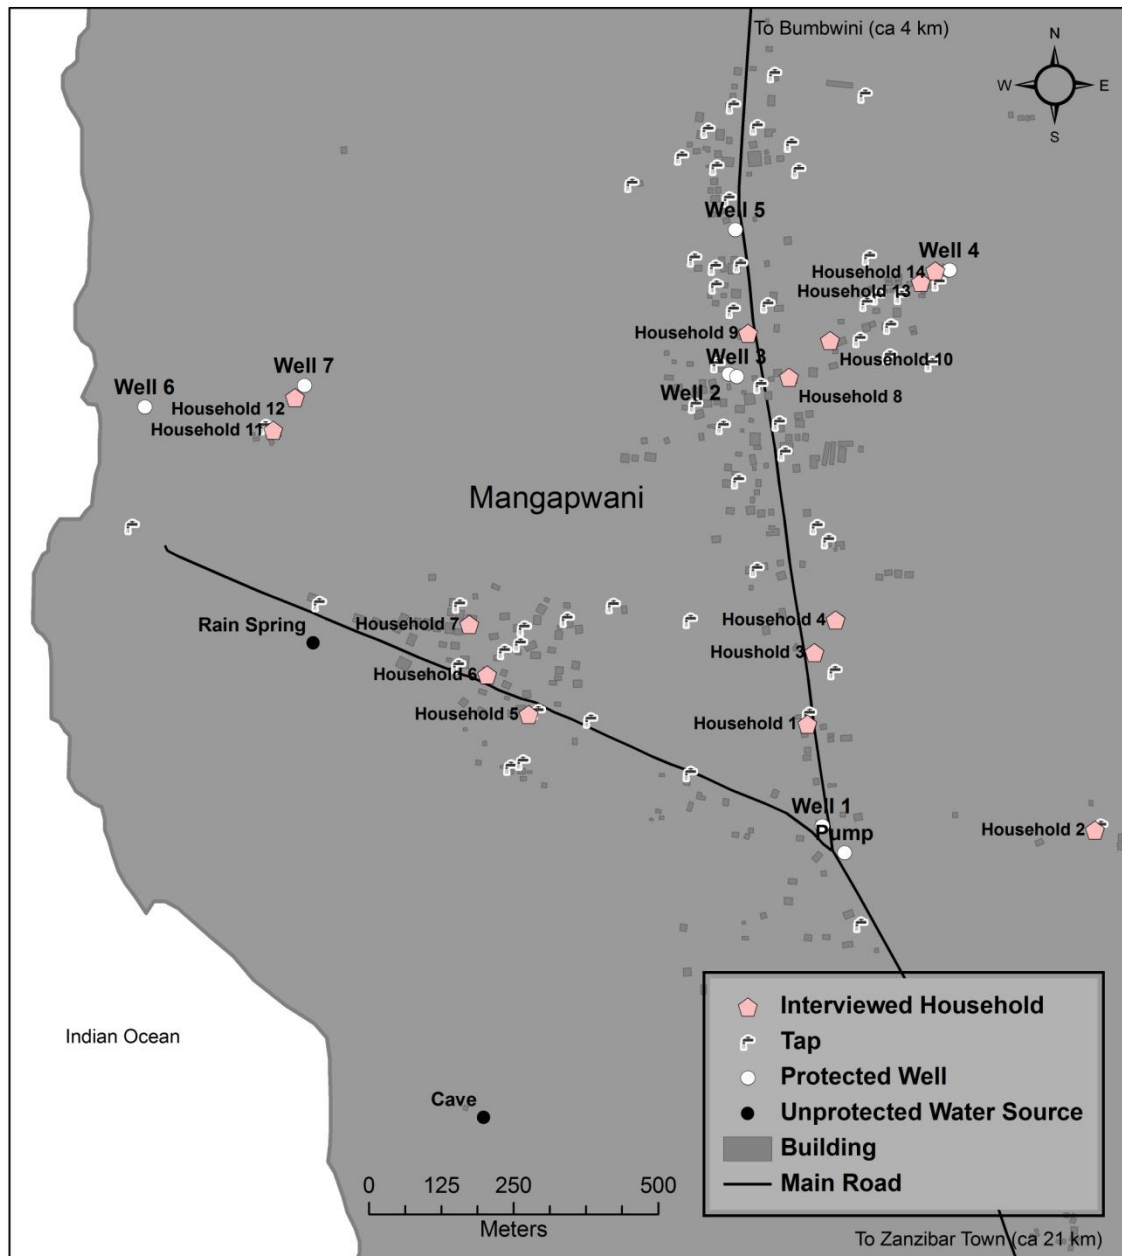 To Bumbwini (ca 4 km)
N
W
E
S
Well 5
Well 4
Household 14
Household 13
Household 9
Well 3
Household 10
Well 7
Well 6
Well 2
Household 8
Household 12
Household 11
Mangapwani
Rain Spring
Household 7
Household 4
Houshold 3
Household 6
Household 5
Household 1
Well 1
Pump
Household 2
Indian Ocean
Cave
0 125 250 500
Meters
Interviewed Household
Tap
Protected Well
Unprotected Water Source
Building
Main Road
To Zanzibar Town (ca 21 km)